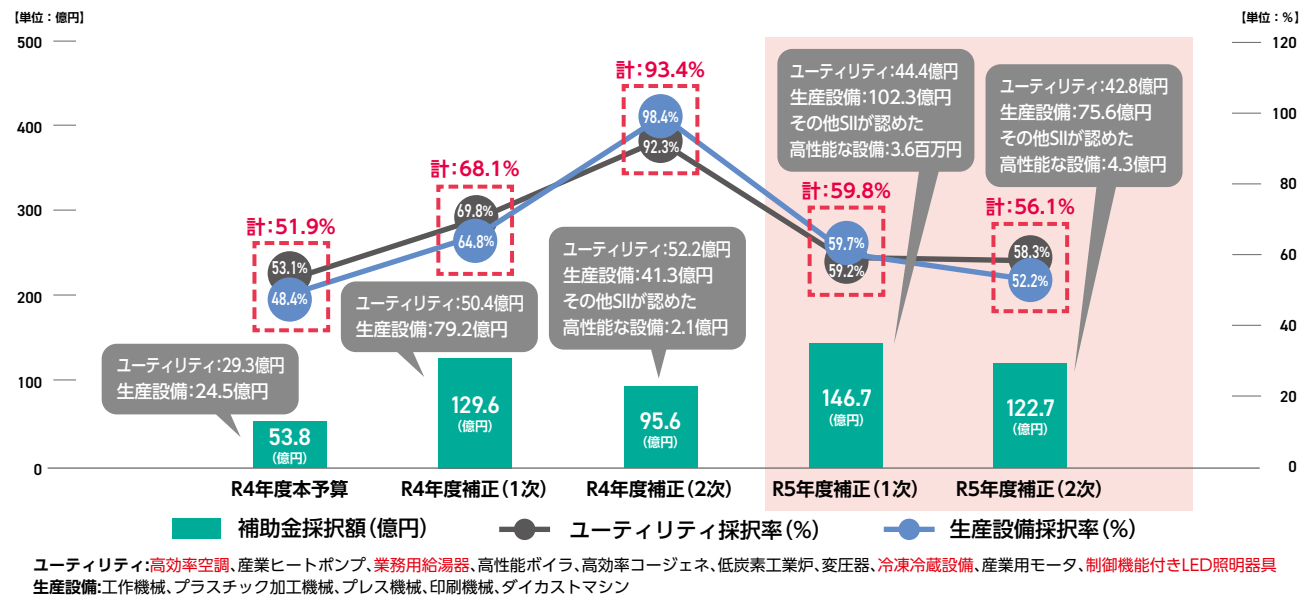 【単位：億円】
【単位：%】
500
400
300
200
100
0
120
100
80
60
40
20
0
計：51.9%
53.1%
48.4%
ユーティリティ：29.3億円
生産設備：24.5億円
53.8
（億円）
計：68.1%
69.8%
64.8%
ユーティリティ：50.4億円
生産設備：79.2億円
129.6
（億円）
計：93.4%
98.4%
92.3%
ユーティリティ：52.2億円
生産設備：41.3億円
その他SIIが認めた
高性能な設備：2.1億円
95.6
（億円）
ユーティリティ：44.4億円
生産設備：102.3億円
その他SIIが認めた
高性能な設備：3.6百万円
計：59.8%
59.7%
59.2%
146.7
（億円）
ユーティリティ：42.8億円
生産設備：75.6億円
その他SIIが認めた
高性能な設備：4.3億円
計：56.1%
58.3%
52.2%
122.7
（億円）
R4年度本予算
R4年度補正（1次）
R4年度補正（2次）
R5年度補正（1次）
R5年度補正（2次）
補助金採択額（億円）
ユーティリティ採択率（%）
生産設備採択率（%）
ユーティリティ：高効率空調、産業ヒートポンプ、業務用給湯器、高性能ボイラ、高効率コージェネ、低炭素工業炉、変圧器、冷凍冷蔵設備、産業用モータ、制御機能付きLED照明器具
生産設備：工作機械、プラスチック加工機械、プレス機械、印刷機械、ダイカストマシン